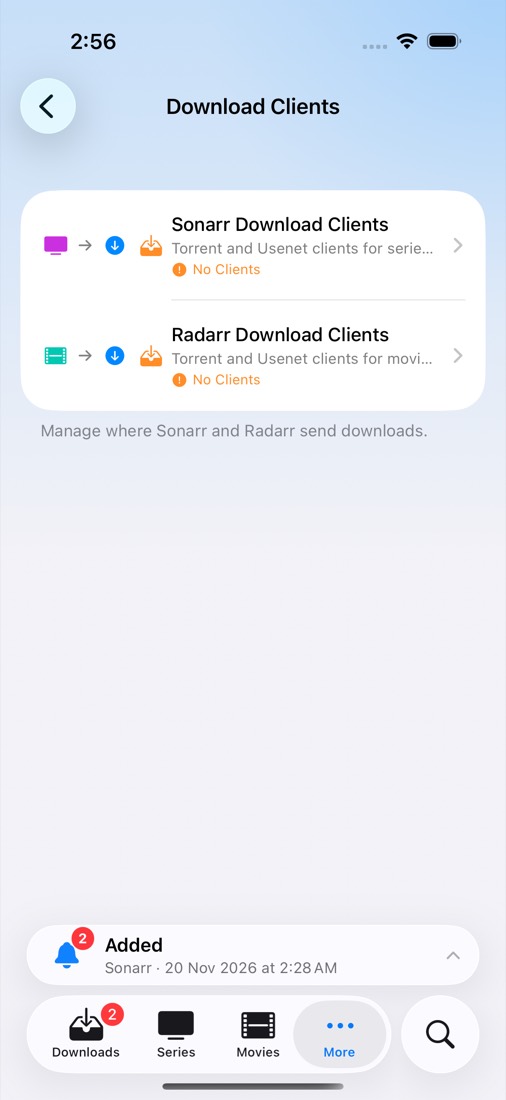 2:56
Download Clients
Sonarr Download Clients
Torrent and Usenet clients for serie...
No Clients
Radarr Download Clients
Torrent and Usenet clients for movi...
No Clients
Manage where Sonarr and Radarr send downloads.
2
Added
Sonarr · 20 Nov 2026 at 2:28 AM
2
Downloads
Series
Movies
More